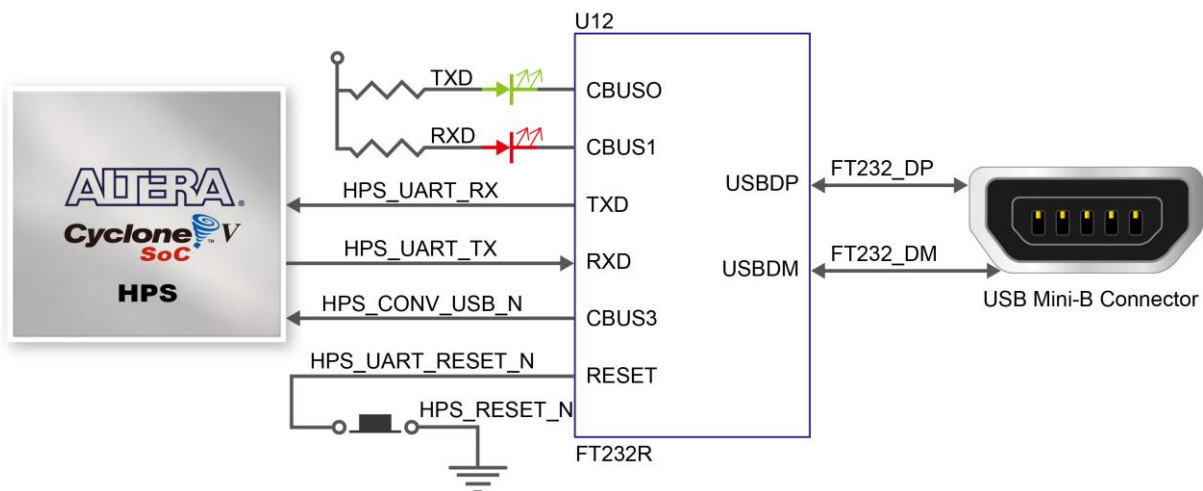 U12
TXD
CBUSO
RXD
CBUS1
ALTERA.
Cyclone V
SoC
HPS
HPS_UART_RX
TXD
HPS_UART_TX
RXD
HPS_CONV_USB_N
CBUS3
HPS_UART_RESET_N
RESET
HPS_RESET_N
FT232R
USBDP
FT232_DP
USBDM
FT232_DM
USB Mini-B Connector